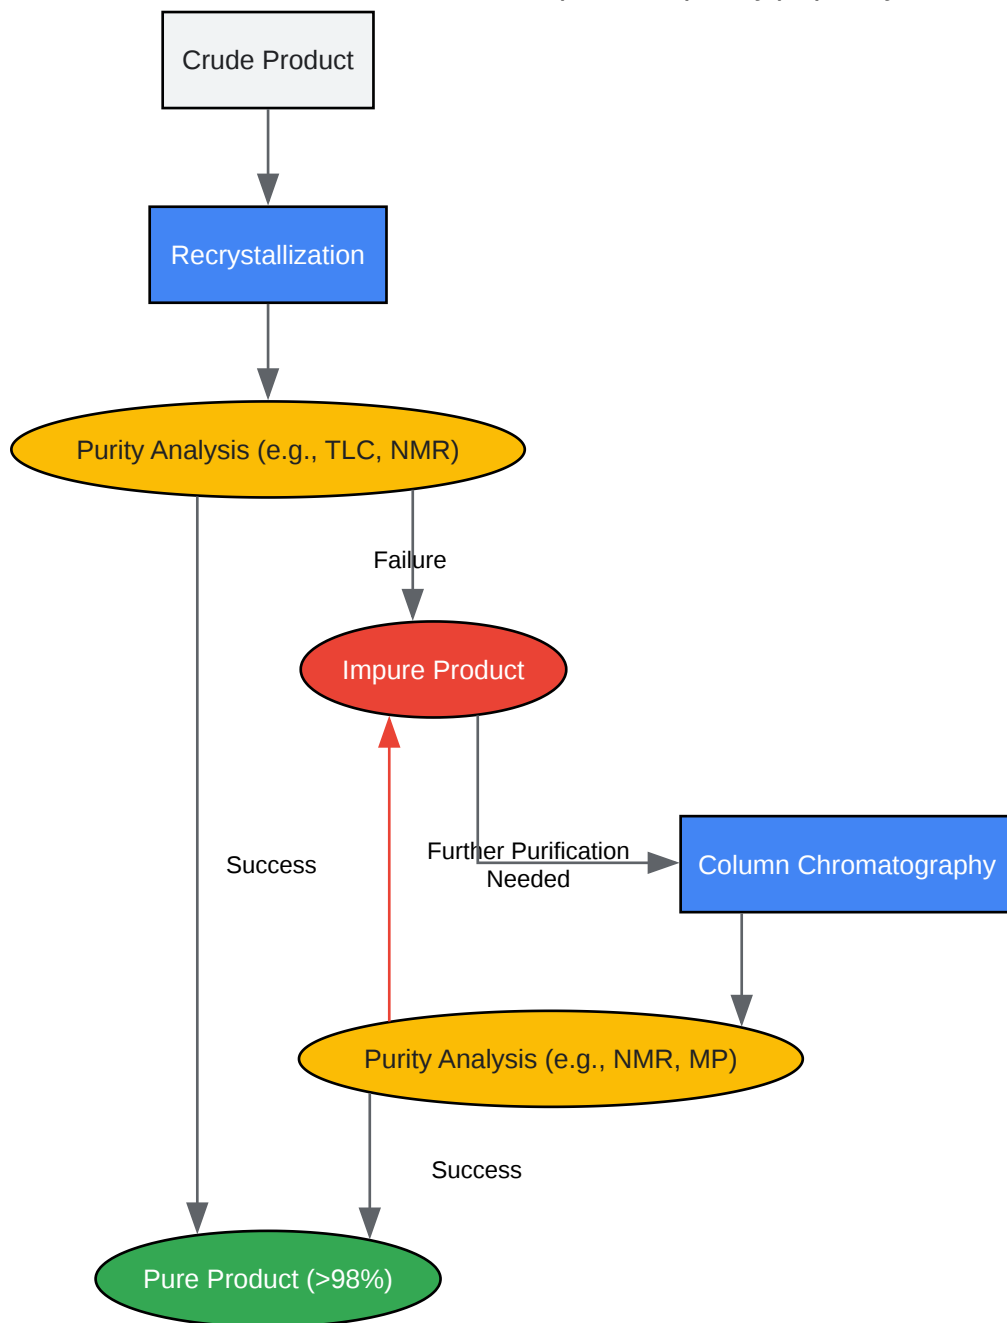 Crude Product
Recrystallization
Purity Analysis (e.g., TLC, NMR)
Failure
Impure Product
Success
Further Purification
Needed
Column Chromatography
Purity Analysis (e.g., NMR, MP)
Success
Pure Product (>98%)